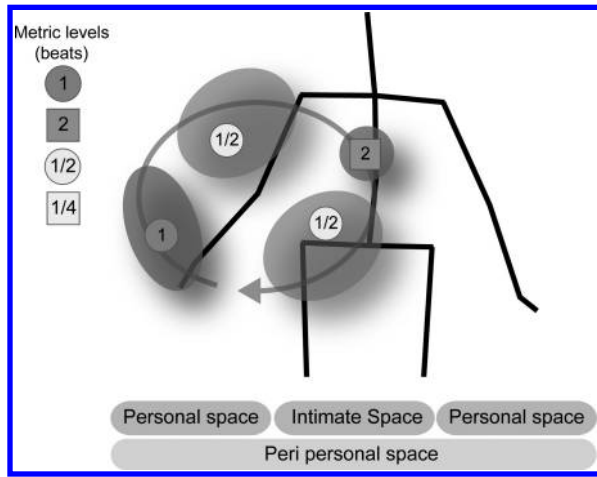 Metric levels
(beats)
1
2
1/2
1/4
1/2
2
1/2
1
Personal space
Intimate Space
Personal space
Peri personal space